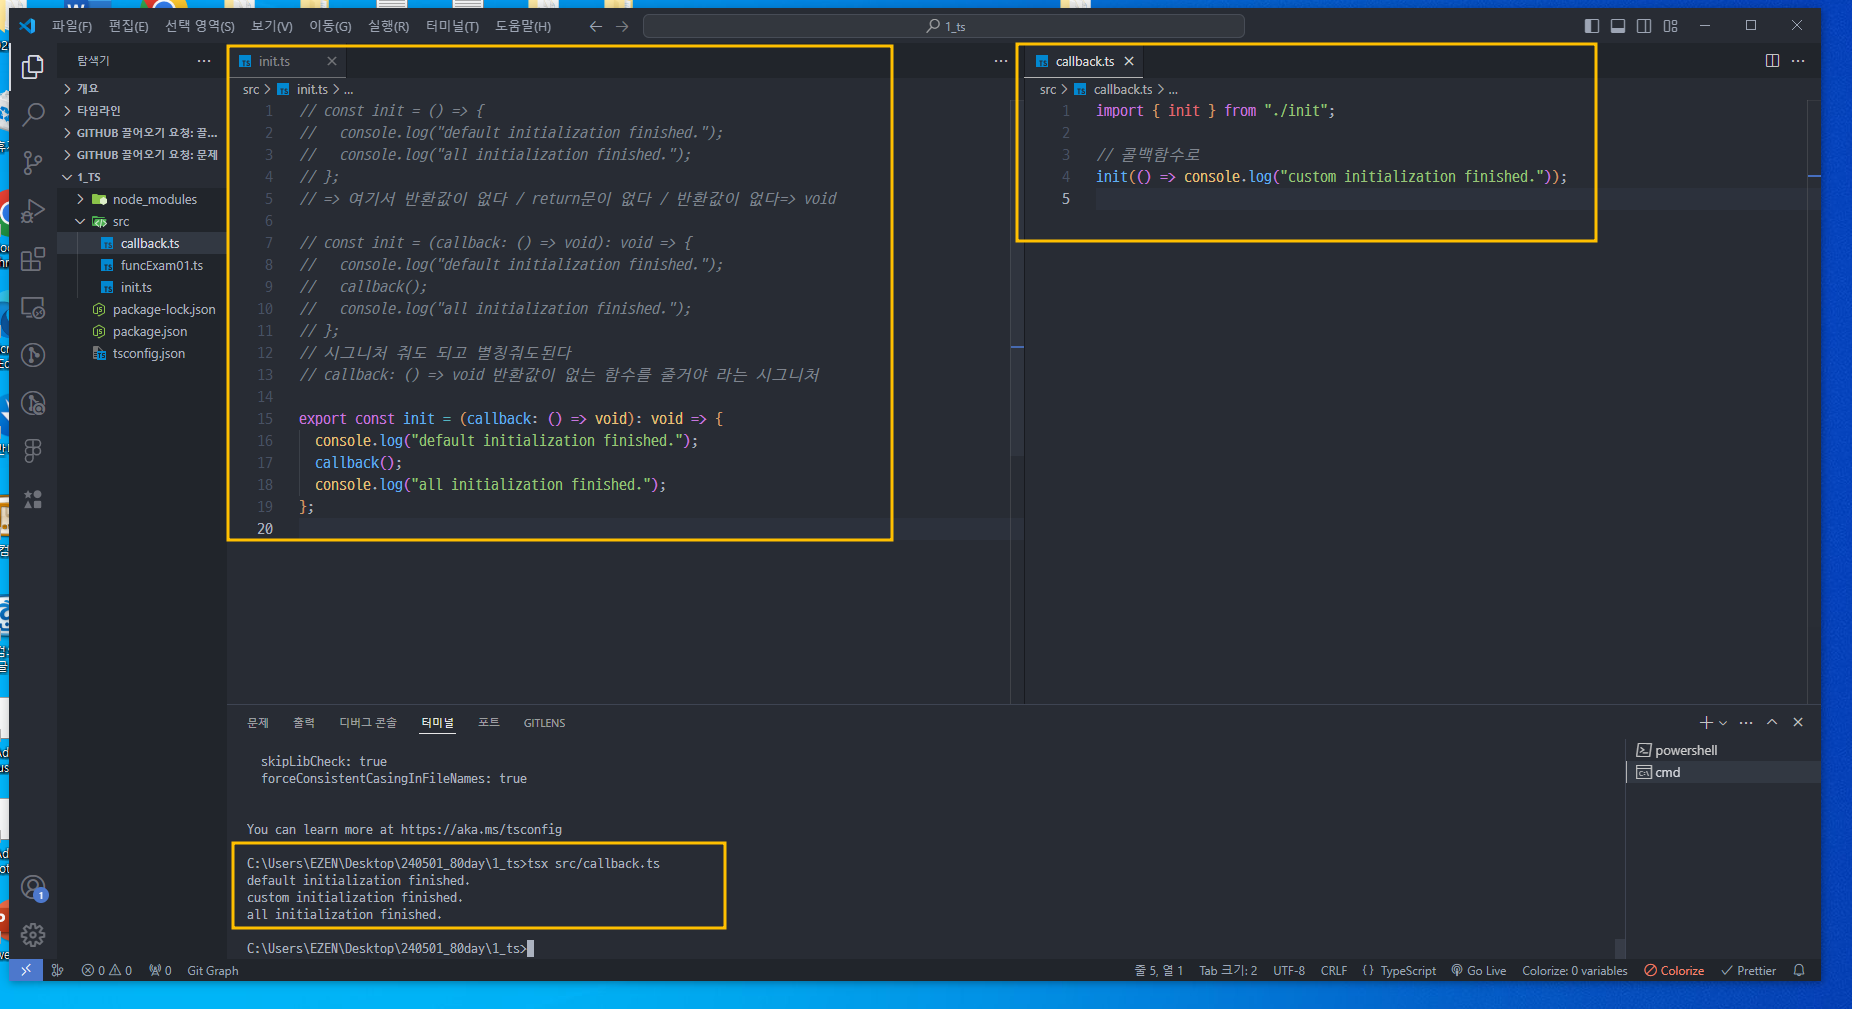 파일(F) 편집(E) 선택 영역(S) 보기(V) 이동(G) 실행(R) 터미널(T) 도움말(H)
1_ts
탐색기
개요
타임라인
GITHUB 끌어오기 요청: 끌...
GITHUB 끌어오기 요청: 문제
1_TS
node_modules
src
callback.ts
funcExam01.ts
init.ts
package-lock.json
package.json
tsconfig.json
init.ts
src > init.ts > ...
1 // const init = () => {
2 //   console.log("default initialization finished.");
3 //   console.log("all initialization finished.");
4 // };
5 // => 여기서 반환값이 없다 / return문이 없다 / 반환값이 없다=> void
6
7 // const init = (callback: () => void): void => {
8 //   console.log("default initialization finished.");
9 //   callback();
10 //   console.log("all initialization finished.");
11 // };
12 // 시그니처 줘도 되고 별칭줘도된다
13 // callback: () => void 반환값이 없는 함수를 줄거야 라는 시그니처
14
15 export const init = (callback: () => void): void => {
16   console.log("default initialization finished.");
17   callback();
18   console.log("all initialization finished.");
19 };
20
callback.ts
src > callback.ts > ...
1 import { init } from "./init";
2
3 // 콜백함수로
4 init(() => console.log("custom initialization finished."));
5
문제 출력 디버그 콘솔 터미널 포트 GITLENS
skipLibCheck: true
forceConsistentCasingInFileNames: true
You can learn more at https://aka.ms/tsconfig
C:\Users\EZEN\Desktop\240501_80day\1_ts>tsx src/callback.ts
default initialization finished.
custom initialization finished.
all initialization finished.
C:\Users\EZEN\Desktop\240501_80day\1_ts>
powershell
cmd
1
0 0 0 Git Graph
줄 5, 열 1 Tab 크기: 2 UTF-8 CRLF { } TypeScript Go Live Colorize: 0 variables Colorize Prettier